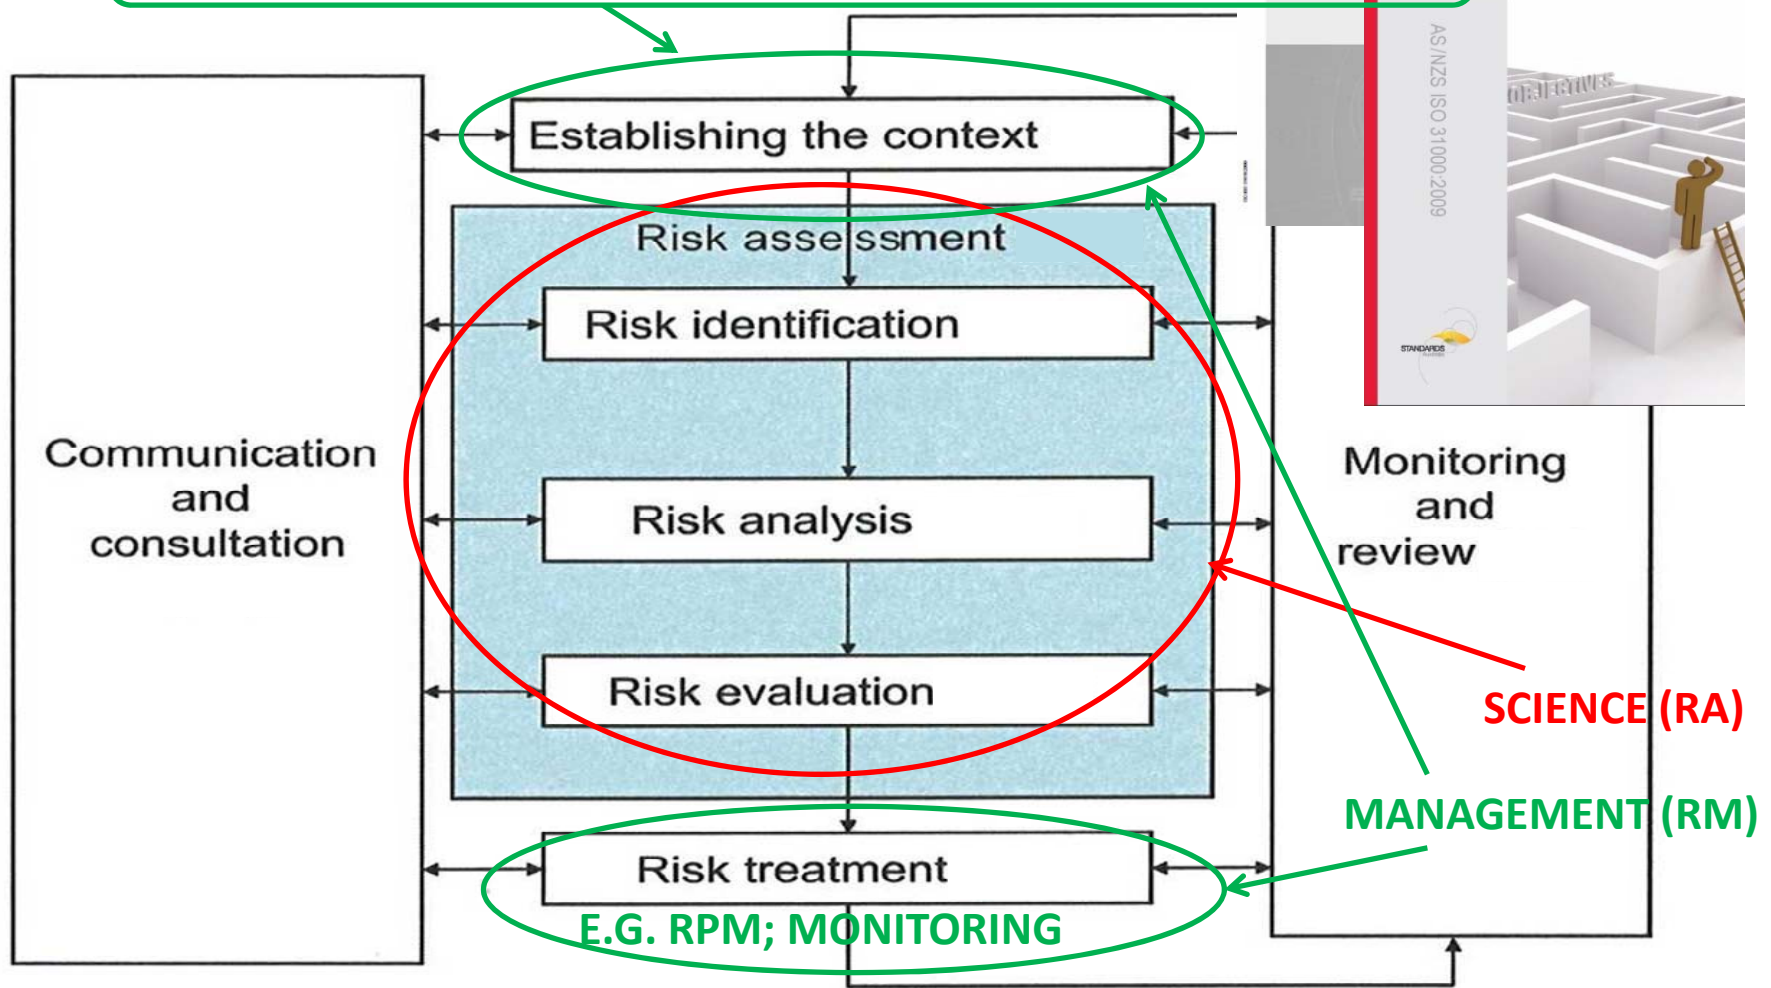 AS/NZS ISO 31000:2009
OBJECTIVES
STANDARDS
Establishing the context
Risk assessment
Risk identification
Communication
and
consultation
Risk analysis
Monitoring
and
review
Risk evaluation
SCIENCE (RA)
MANAGEMENT (RM)
Risk treatment
E.G. RPM; MONITORING